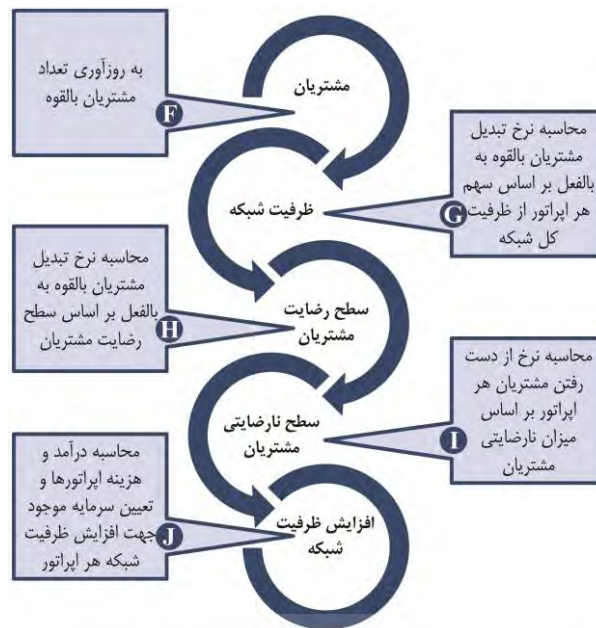 مشتریان
به روزآوری تعداد
مشتریان بالقوه
F
ظرفیت شبکه
محاسبه نرخ تبدیل
مشتریان بالقوه به
بالفعل بر اساس سهم
هر اپراتور از ظرفیت
کل شبکه
G
سطح رضایت
مشتریان
محاسبه نرخ تبدیل
مشتریان بالقوه به
بالفعل بر اساس سطح
رضایت مشتریان
H
سطح نارضایتی
مشتریان
محاسبه نرخ از دست
رفتن مشتریان هر
اپراتور بر اساس
میزان نارضایتی
مشتریان
I
افزایش ظرفیت
شبکه
محاسبه درآمد و
هزینه اپراتورها و
تعیین سرمایه موجود
جهت افزایش ظرفیت
شبکه هر اپراتور
J